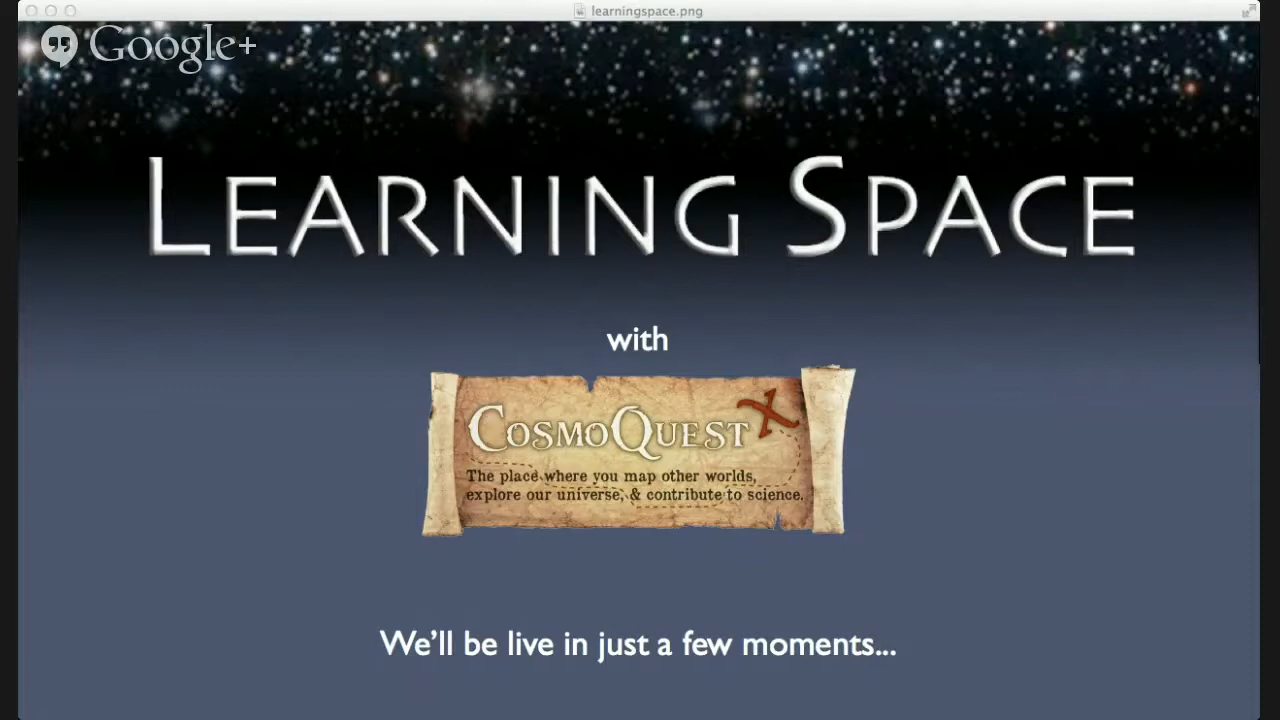 learningspace.png
Google+
LEARNING SPACE
with
COSMOQUEST X
The place where you map other worlds,
explore our universe, & contribute to science.
We'll be live in just a few moments...